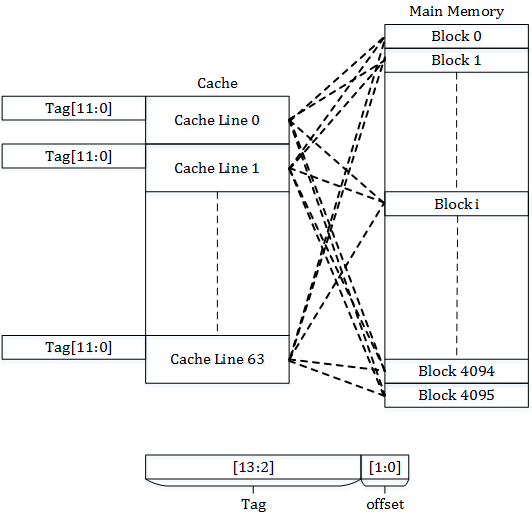 Main Memory
Block 0
Block 1
Cache
Tag[11:0]
Cache Line 0
Tag[11:0]
Cache Line 1
Block i
Tag[11:0]
Cache Line 63
Block 4094
Block 4095
[13:2]
[1:0]
Tag
offset